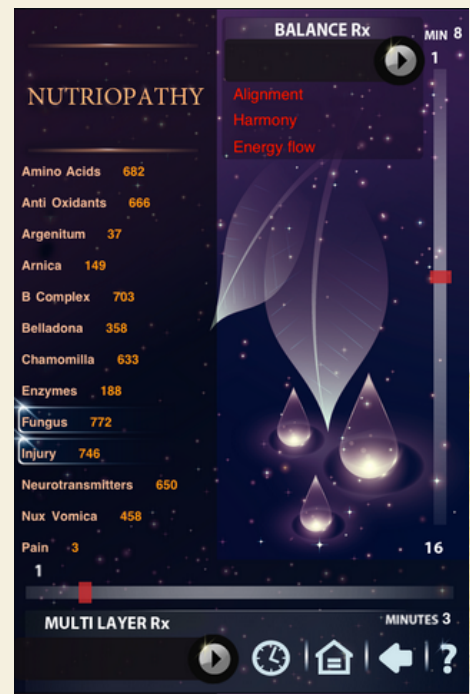 BALANCE Rx
MIN 8
1
NUTRIOPATHY
Alignment
Harmony
Energy flow
Amino Acids 682
Anti Oxidants 666
Argenitum 37
Arnica 149
B Complex 703
Belladona 358
Chamomilla 633
Enzymes 188
Fungus 772
Injury 746
Neurotransmitters 650
Nux Vomica 458
Pain 3
16
1
MULTI LAYER Rx
MINUTES 3
?